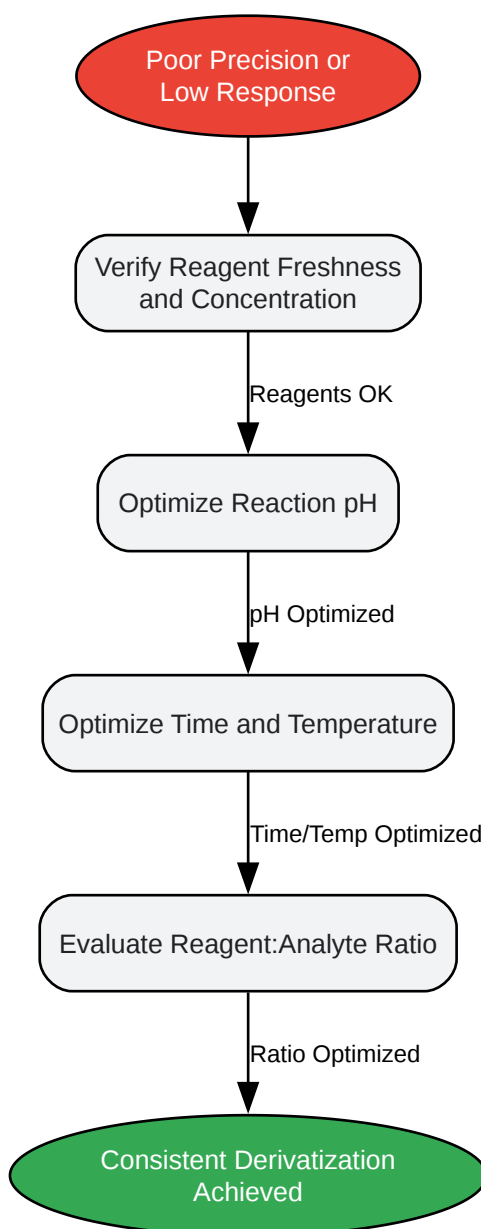 Poor Precision or
Low Response
Verify Reagent Freshness
and Concentration
Reagents OK
Optimize Reaction pH
pH Optimized
Optimize Time and Temperature
Time/Temp Optimized
Evaluate Reagent:Analyte Ratio
Ratio Optimized
Consistent Derivatization
Achieved